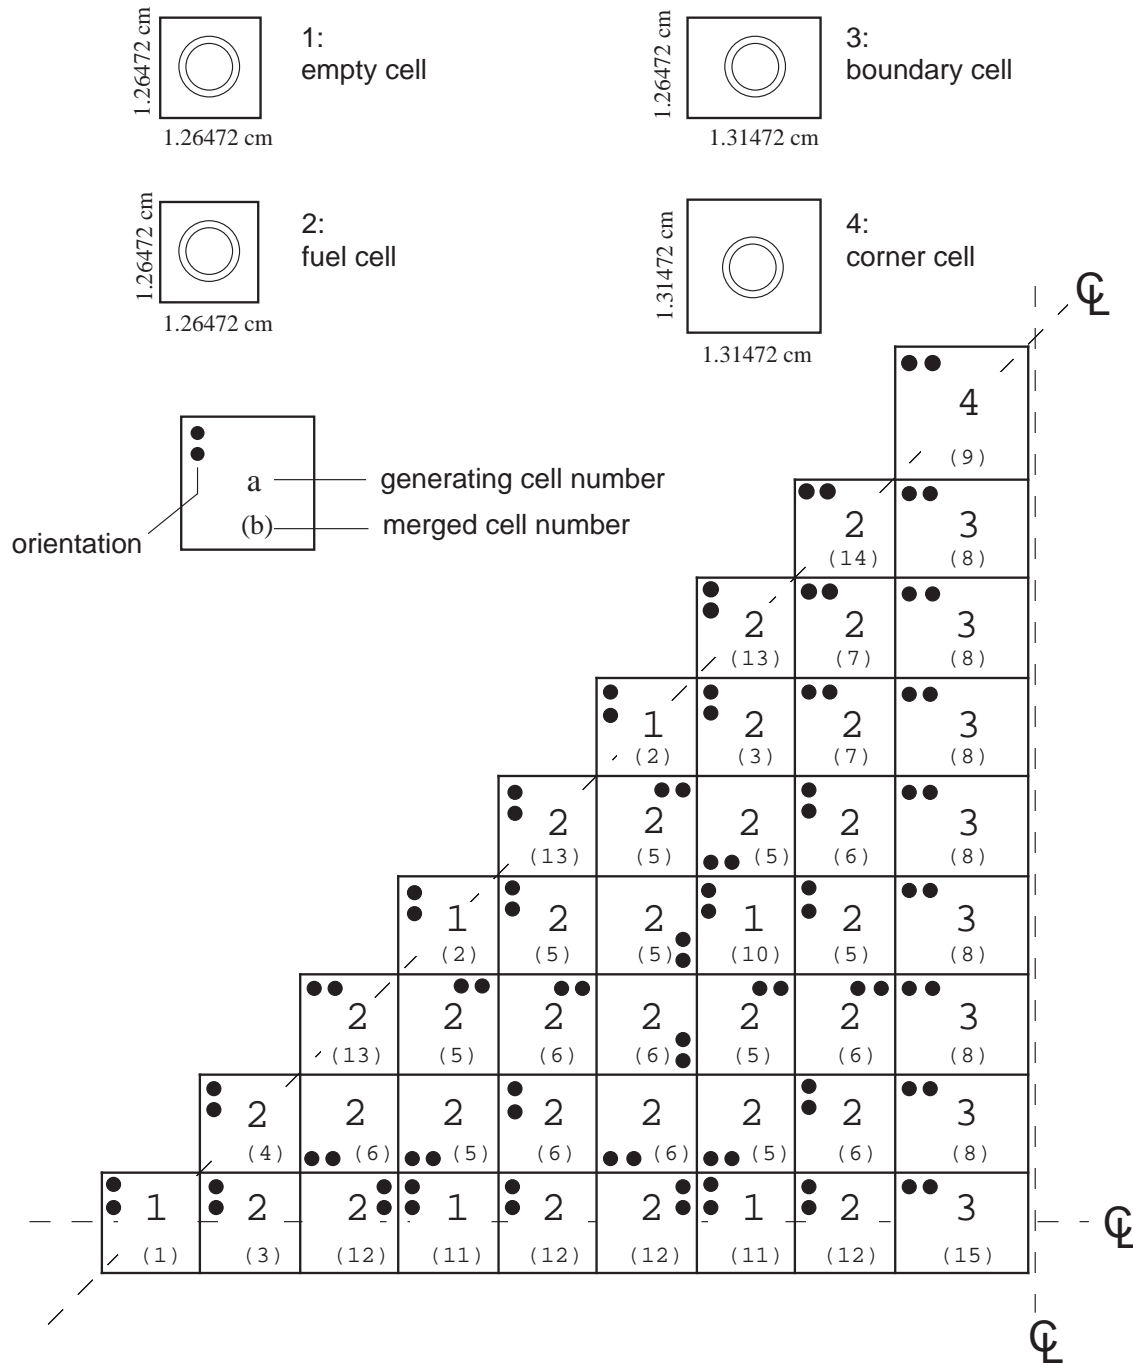 1.26472 cm
1:
empty cell
1.26472 cm
1.26472 cm
3:
boundary cell
1.31472 cm
1.26472 cm
2:
fuel cell
1.26472 cm
1.31472 cm
4:
corner cell
1.31472 cm
℄
a
(b)
generating cell number
merged cell number
orientation
4
(9)
2 3
(14) (8)
2 2 3
(13) (7) (8)
1 2 2 3
(2) (3) (7) (8)
2 2 2 2 3
(13) (5) (5) (6) (8)
1 2 2 1 2 3
(2) (5) (5) (10) (5) (8)
2 2 2 2 2 2 3
(13) (5) (6) (6) (5) (6) (8)
2 2 2 2 2 2 2 3
(4) (6) (5) (6) (6) (5) (6) (8)
1 2 2 1 2 2 1 2 3
(1) (3) (12) (11) (12) (12) (11) (12) (15)
℄
℄